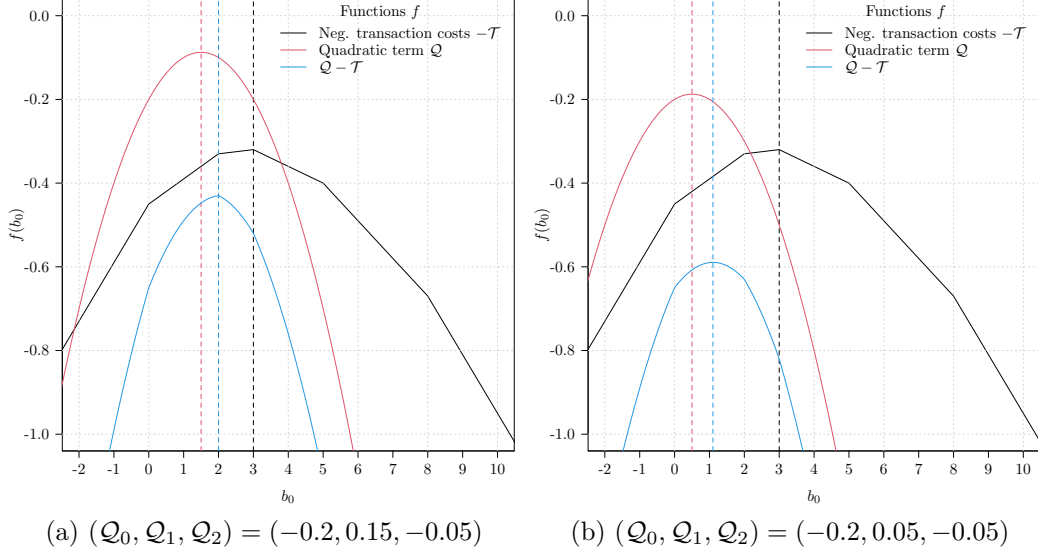 Functions f
Neg. transaction costs −𝒯
Quadratic term 𝒬
𝒬 − 𝒯
f(b₀)
0.0
-0.2
-0.4
-0.6
-0.8
-1.0
-2 -1 0 1 2 3 4 5 6 7 8 9 10
b₀
(a) (𝒬₀, 𝒬₁, 𝒬₂) = (−0.2, 0.15, −0.05)
Functions f
Neg. transaction costs −𝒯
Quadratic term 𝒬
𝒬 − 𝒯
f(b₀)
0.0
-0.2
-0.4
-0.6
-0.8
-1.0
-2 -1 0 1 2 3 4 5 6 7 8 9 10
b₀
(b) (𝒬₀, 𝒬₁, 𝒬₂) = (−0.2, 0.05, −0.05)